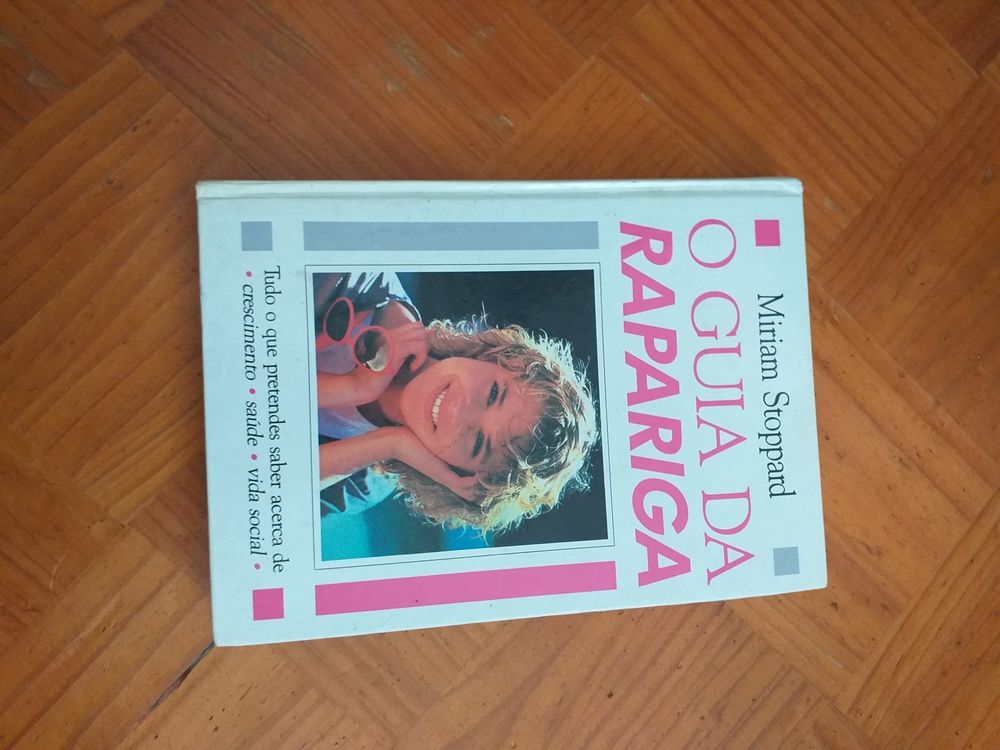 Miriam Stoppard
O GUIA DA
RAPARIGA
Tudo o que pretendes saber acerca de
• crescimento • saúde • vida social •